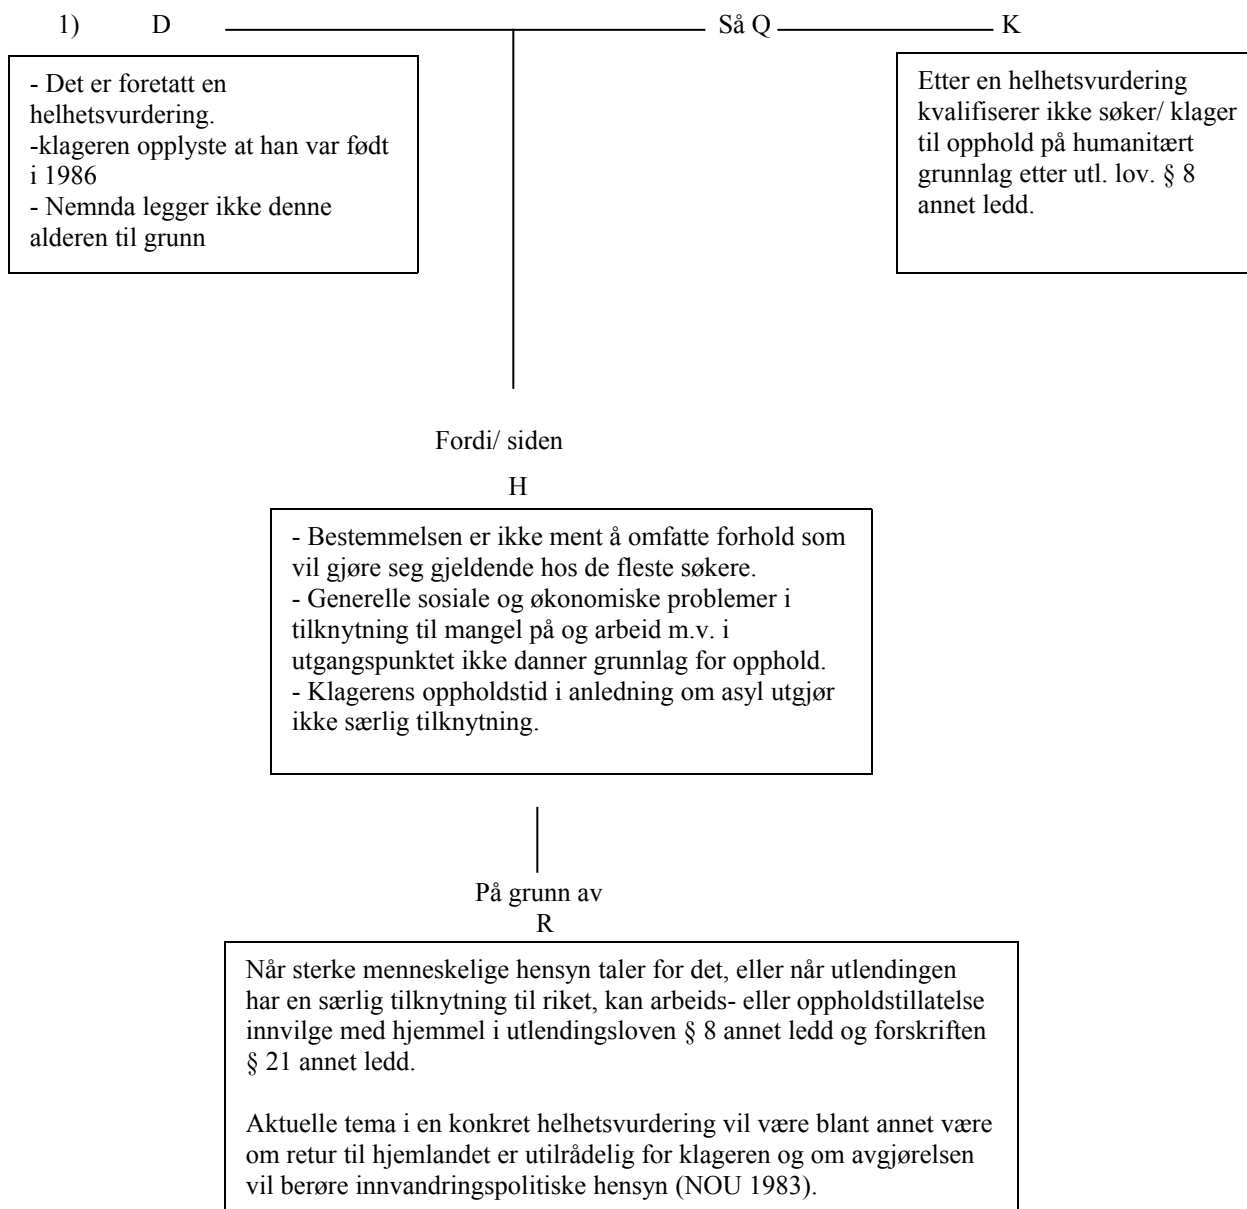 1) D Så Q K
- Det er foretatt en
helhetsvurdering.
-klageren opplyste at han var født
i 1986
- Nemnda legger ikke denne
alderen til grunn
Etter en helhetsvurdering
kvalifiserer ikke søker/ klager
til opphold på humanitært
grunnlag etter utl. lov. § 8
annet ledd.
Fordi/ siden
H
- Bestemmelsen er ikke ment å omfatte forhold som
vil gjøre seg gjeldende hos de fleste søkere.
- Generelle sosiale og økonomiske problemer i
tilknytning til mangel på og arbeid m.v. i
utgangspunktet ikke danner grunnlag for opphold.
- Klagerens oppholdstid i anledning om asyl utgjør
ikke særlig tilknytning.
På grunn av
R
Når sterke menneskelige hensyn taler for det, eller når utlendingen
har en særlig tilknytning til riket, kan arbeids- eller oppholdstillatelse
innvilge med hjemmel i utlendingsloven § 8 annet ledd og forskriften
§ 21 annet ledd.
Aktuelle tema i en konkret helhetsvurdering vil være blant annet være
om retur til hjemlandet er utilrådelig for klageren og om avgjørelsen
vil berøre innvandringspolitiske hensyn (NOU 1983).